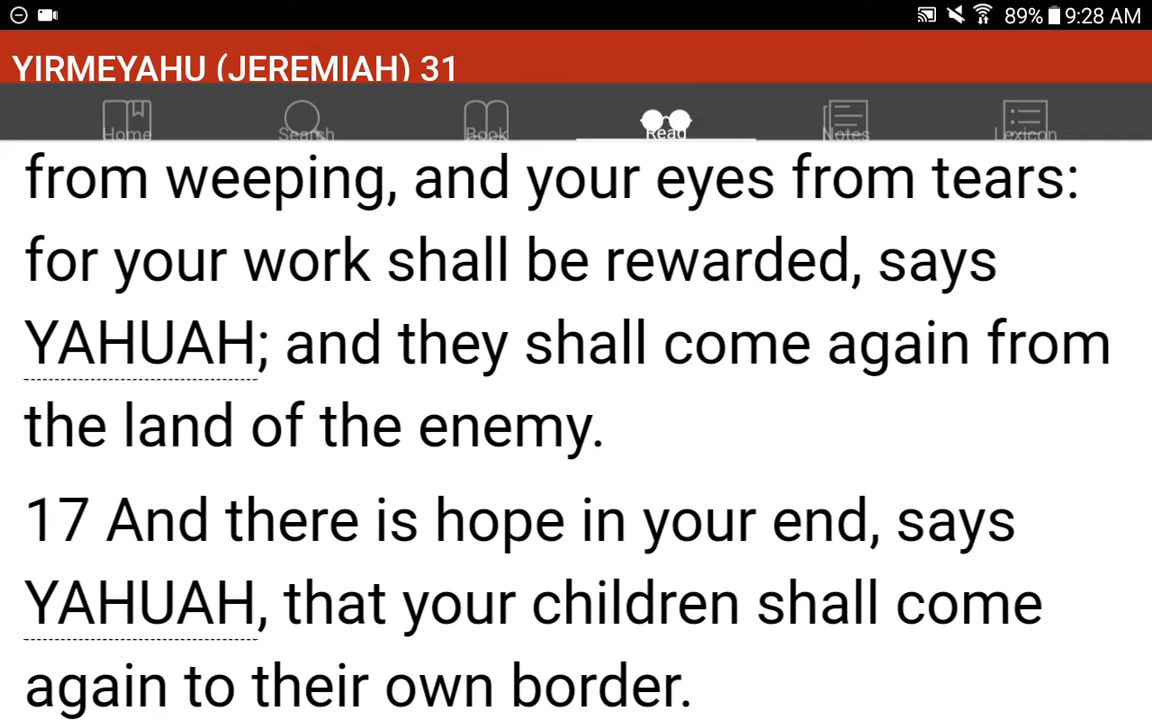 89% 9:28 AM
YIRMEYAHU (JEREMIAH) 31
Home Search Book Read Notes Lexicon
from weeping, and your eyes from tears:
for your work shall be rewarded, says
YAHUAH; and they shall come again from
the land of the enemy.
17 And there is hope in your end, says
YAHUAH, that your children shall come
again to their own border.